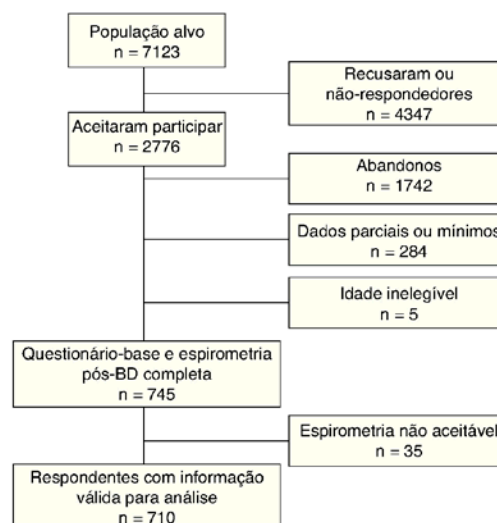 População alvo
n = 7123
Recusaram ou
não-respondedores
n = 4347
Aceitaram participar
n = 2776
Abandonos
n = 1742
Dados parciais ou mínimos
n = 284
Idade inelegível
n = 5
Questionário-base e espirometria
pós-BD completa
n = 745
Espirometria não aceitável
n = 35
Respondentes com informação
válida para análise
n = 710